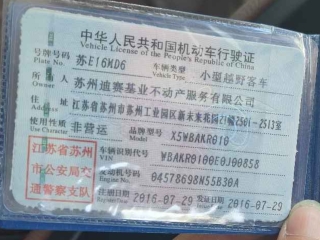 中华人民共和国机动车行驶证
Vehicle License of the People's Republic of China
号牌号码 苏E16KD6 车辆类型 小型越野客车
Plate No. Vehicle Type
所有人 苏州迪赛基业不动产服务有限公司
Owner
住址 江苏省苏州市苏州工业园区新未来花园21幢2501-2513室
Address
使用性质 非营运 品牌型号 X5WBAKR010
Use Character Model
江苏省苏州
市公安局交
通警察支队
车辆识别代号 WBAKR0100E0J00858
VIN
发动机号码 04578698N55B30A
Engine No.
注册日期 2016-07-29 发证日期 2016-07-29